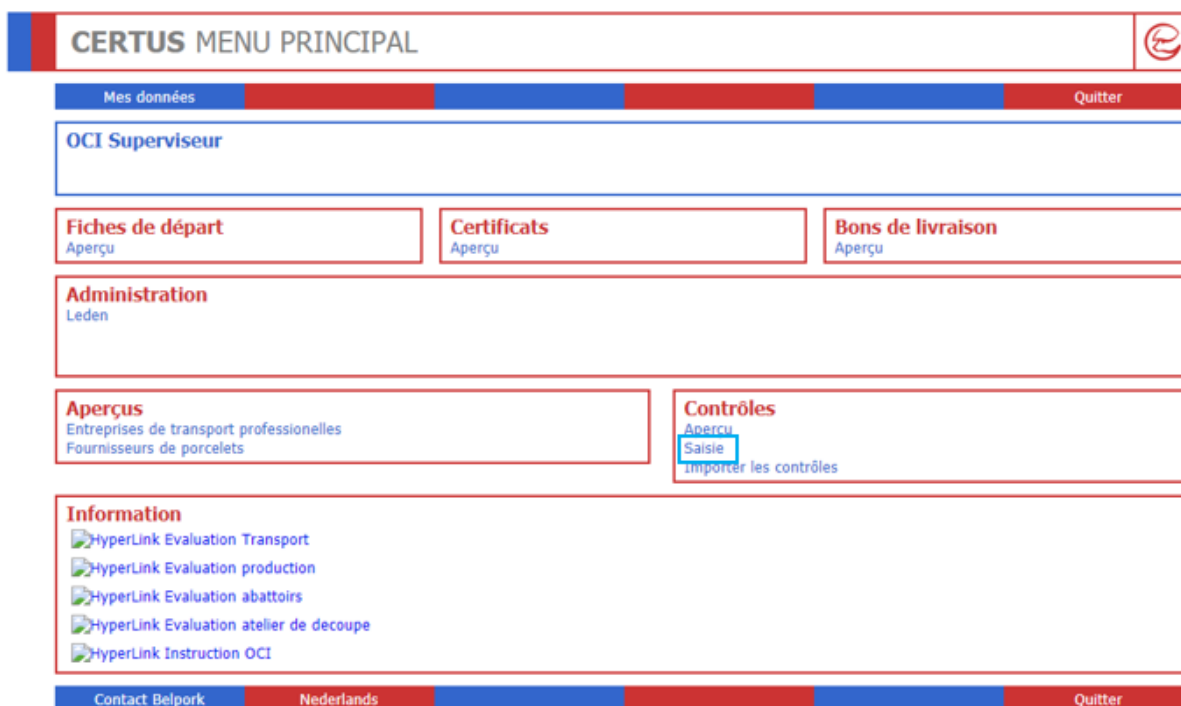 CERTUS MENU PRINCIPAL
Mes données
Quitter
OCI Superviseur
Fiches de départ
Aperçu
Certificats
Aperçu
Bons de livraison
Aperçu
Administration
Leden
Aperçus
Entreprises de transport professionelles
Fournisseurs de porcelets
Contrôles
Aperçu
Saisie
Importer les contrôles
Information
HyperLink Evaluation Transport
HyperLink Evaluation production
HyperLink Evaluation abattoirs
HyperLink Evaluation atelier de decoupe
HyperLink Instruction OCI
Contact Belpork
Nederlands
Quitter